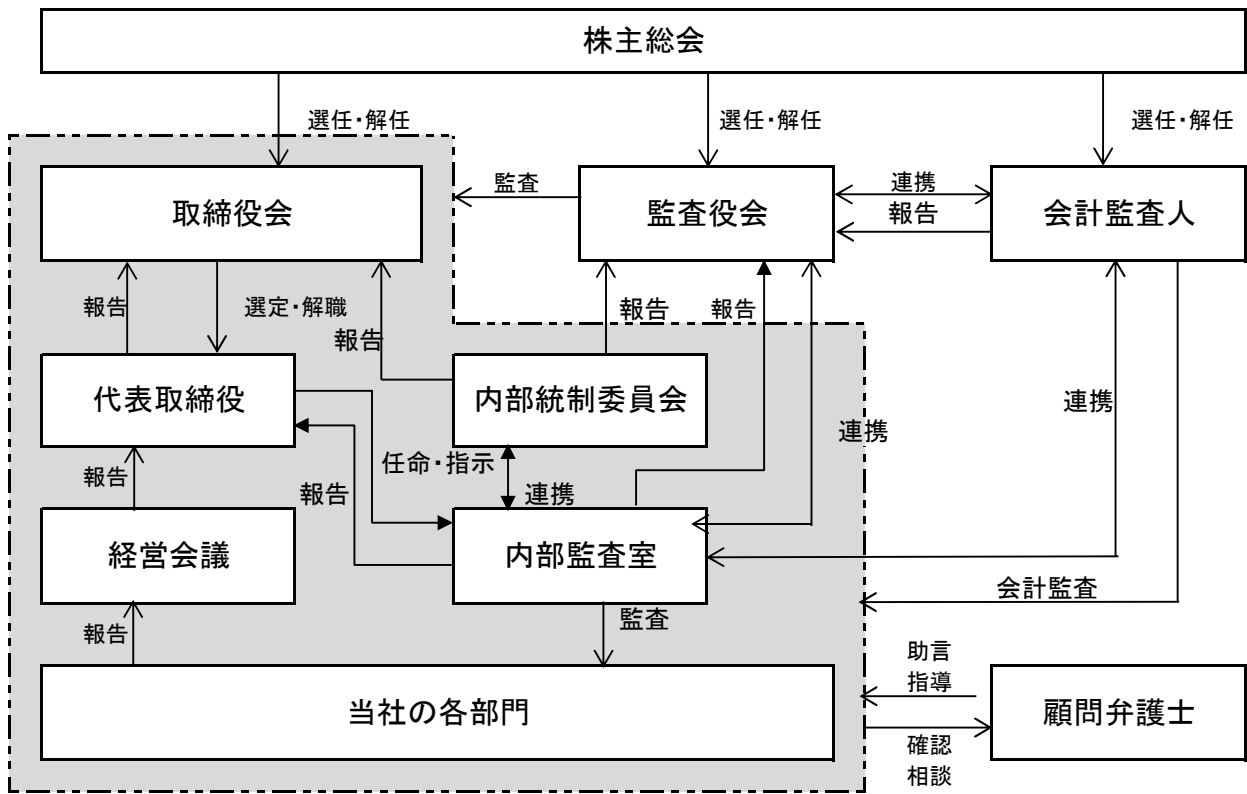 株主総会
選任・解任
選任・解任
選任・解任
取締役会
監査
監査役会
連携
報告
会計監査人
報告
選定・解職
報告
報告
報告
代表取締役
内部統制委員会
連携
連携
報告
任命・指示
報告
連携
経営会議
内部監査室
会計監査
報告
監査
助言
指導
当社の各部門
顧問弁護士
確認
相談